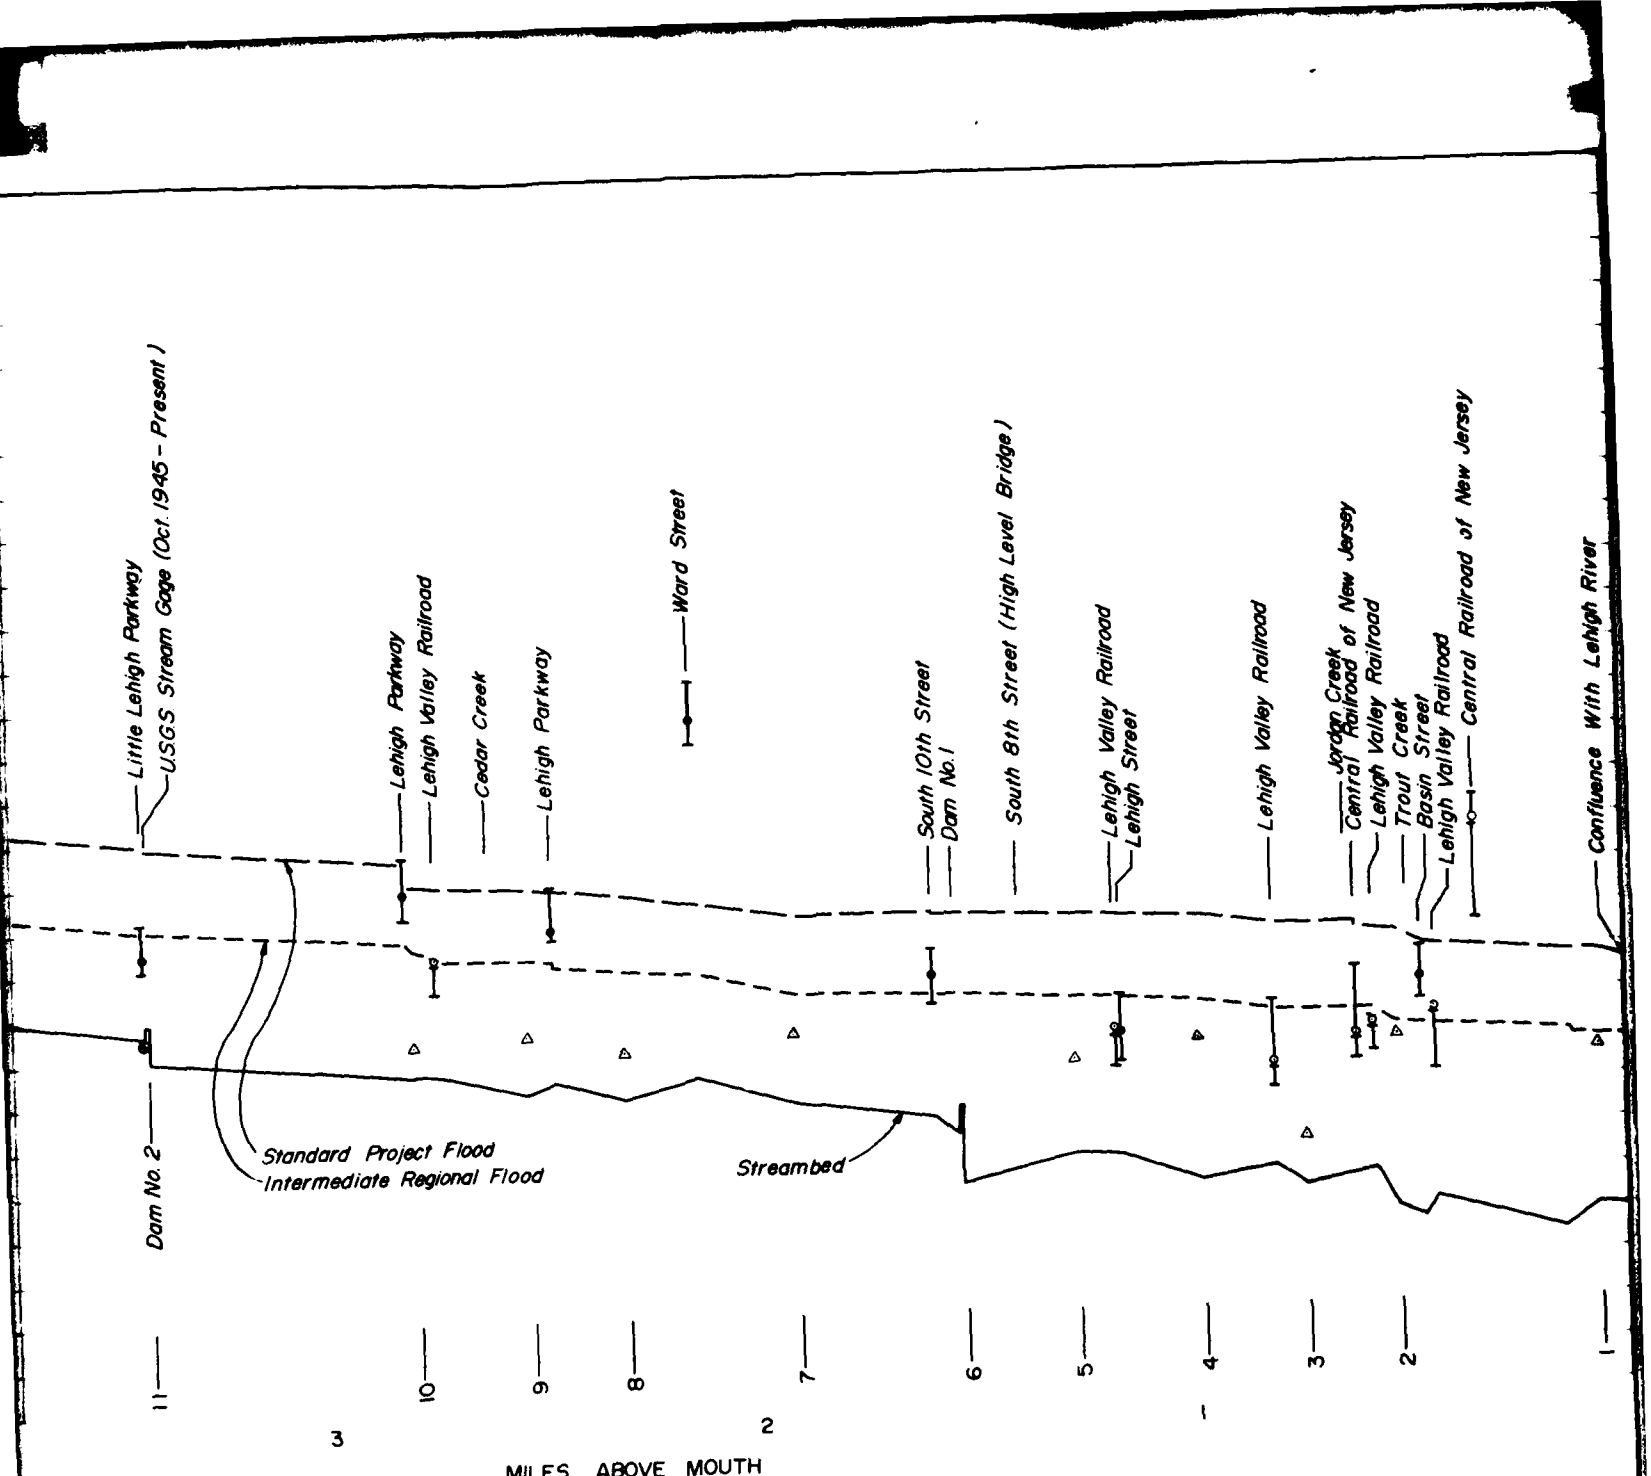 Little Lehigh Parkway
U.S.G.S Stream Gage (Oct. 1945 - Present)
Lehigh Parkway
Lehigh Valley Railroad
Cedar Creek
Lehigh Parkway
Ward Street
South 10th Street
Dam No. 1
South 8th Street (High Level Bridge)
Lehigh Valley Railroad
Lehigh Street
Lehigh Valley Railroad
Jordan Creek
Central Railroad of New Jersey
Lehigh Valley Railroad
Trout Creek
Basin Street
Lehigh Valley Railroad
Central Railroad of New Jersey
Confluence With Lehigh River
Dam No. 2
Standard Project Flood
Intermediate Regional Flood
Streambed
11 10 9 8 7 6 5 4 3 2 1
3 2 1
MILES ABOVE MOUTH